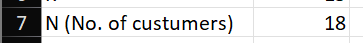 7 N (No. of custumers) 18